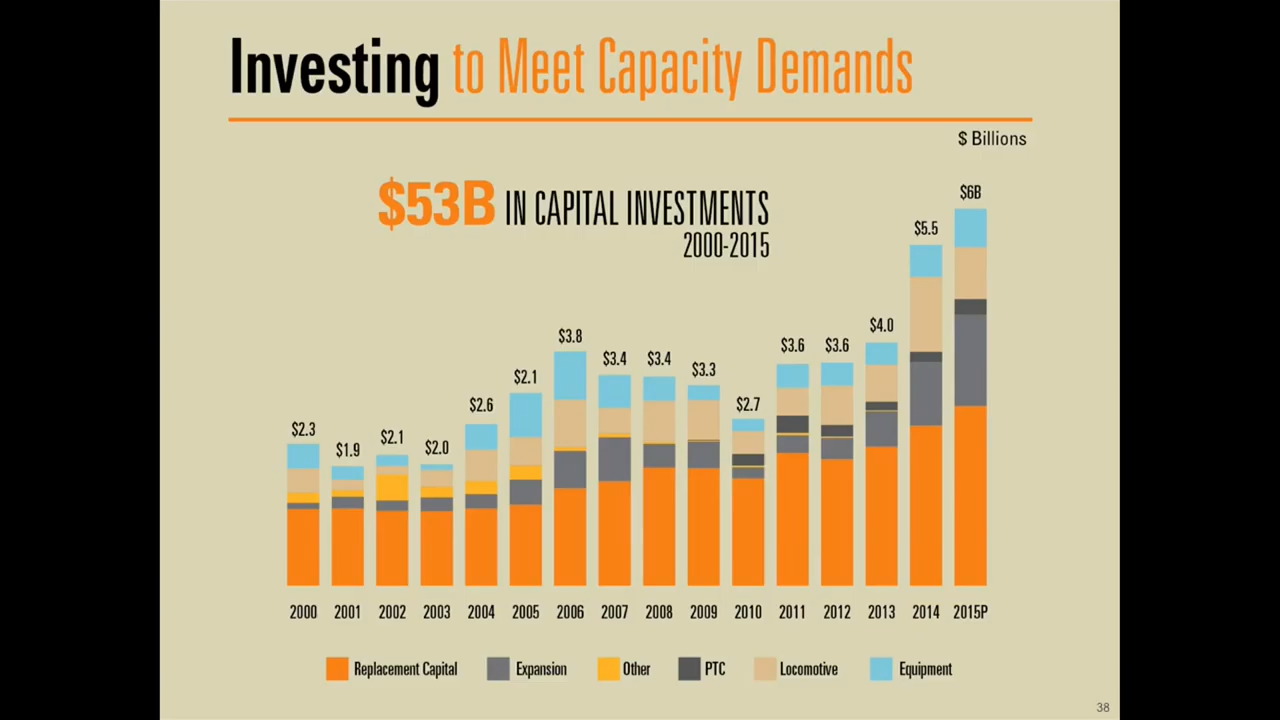 Investing to Meet Capacity Demands
$ Billions
$53B IN CAPITAL INVESTMENTS
2000-2015
$2.3
$1.9
$2.1
$2.0
$2.6
$2.1
$3.8
$3.4
$3.4
$3.3
$2.7
$3.6
$3.6
$4.0
$5.5
$6B
2000 2001 2002 2003 2004 2005 2006 2007 2008 2009 2010 2011 2012 2013 2014 2015P
Replacement Capital Expansion Other PTC Locomotive Equipment
38